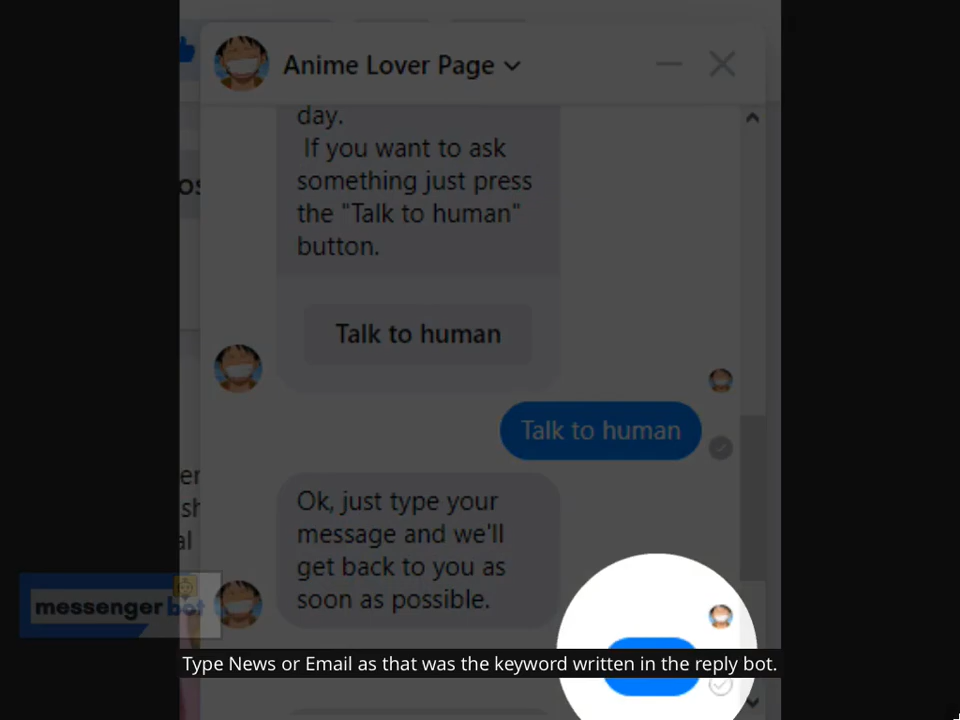 Anime Lover Page
day.
If you want to ask
something just press
the "Talk to human"
button.
Talk to human
Talk to human
Ok, just type your
message and we'll
get back to you as
soon as possible.
messenger bot
Type News or Email as that was the keyword written in the reply bot.